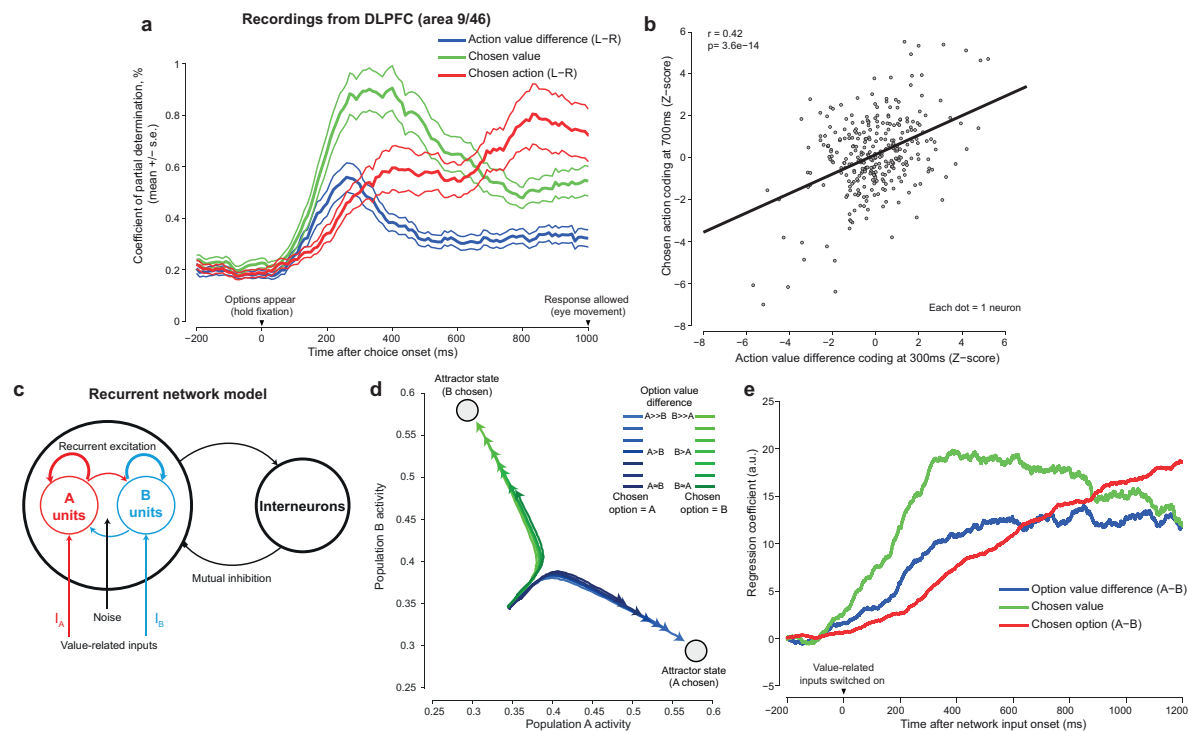 a
Recordings from DLPFC (area 9/46)
Action value difference (L−R)
Chosen value
Chosen action (L−R)
Coefficient of partial determination, %
(mean +/− s.e.)
1
0.8
0.6
0.4
0.2
0
Options appear
(hold fixation)
Response allowed
(eye movement)
−200
0
200
400
600
800
1000
Time after choice onset (ms)
b
r = 0.42
p= 3.6e−14
Chosen action coding at 700ms (Z−score)
6
4
2
0
−2
−4
−6
−8
Each dot = 1 neuron
−8
−6
−4
−2
0
2
4
6
Action value difference coding at 300ms (Z−score)
c
Recurrent network model
Recurrent excitation
A
units
B
units
Interneurons
Mutual inhibition
Noise
I_A
I_B
Value−related inputs
d
Attractor state
(B chosen)
Option value
difference
A>>B
B>>A
A>B
B>A
A≈B
B≈A
Chosen
option = A
Chosen
option = B
Population B activity
0.6
0.55
0.5
0.45
0.4
0.35
0.3
0.25
Attractor state
(A chosen)
0.25
0.3
0.35
0.4
0.45
0.5
0.55
0.6
Population A activity
e
Regression coefficient (a.u.)
25
20
15
10
5
0
−5
Option value difference (A−B)
Chosen value
Chosen option (A−B)
Value−related
inputs switched on
−200
0
200
400
600
800
1000
1200
Time after network input onset (ms)